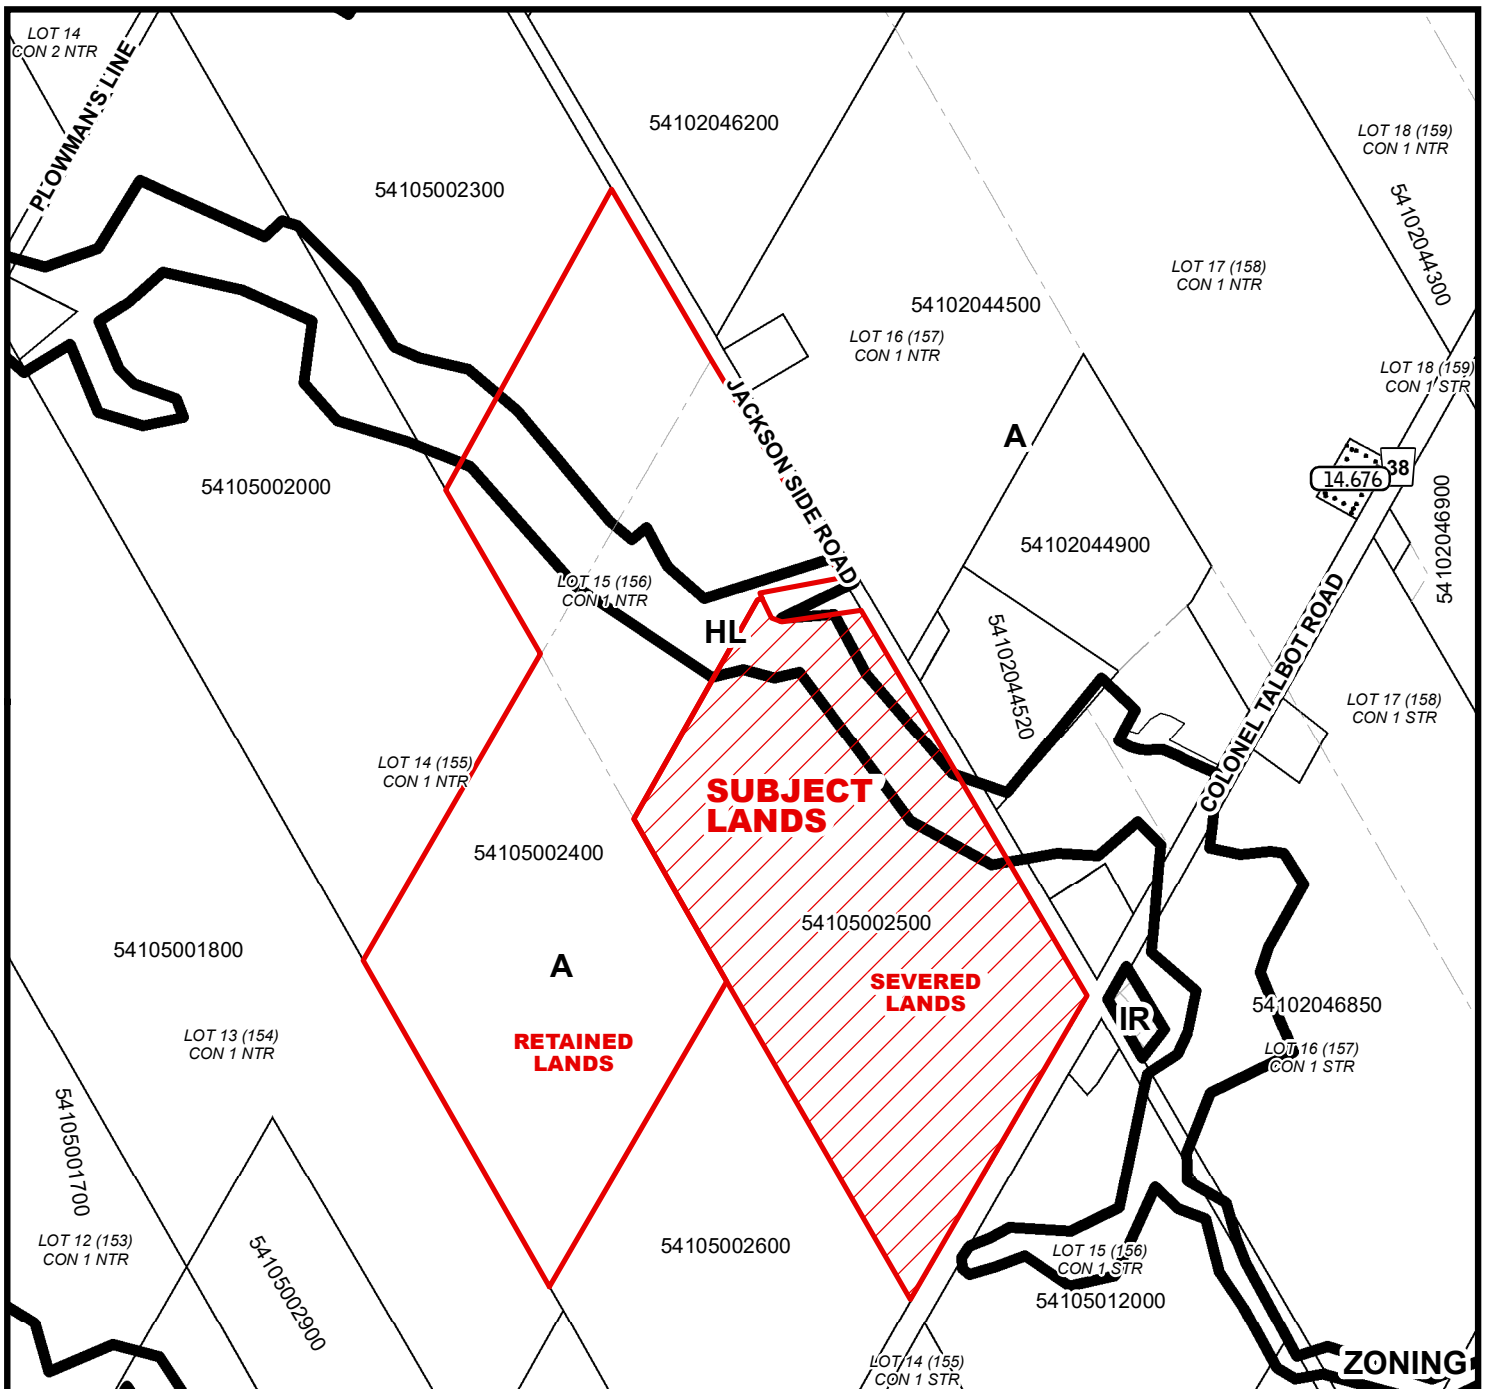 LOT 14
CON 2 NTR
PLOWMAN'S LINE
54102046200
54105002300
LOT 18 (159)
CON 1 NTR
54102044300
LOT 17 (158)
CON 1 NTR
54102044500
LOT 16 (157)
CON 1 NTR
LOT 18 (159)
CON 1 STR
JACKSON SIDE ROAD
A
38
14.676
54105002000
54102046900
54102044900
LOT 15 (156)
CON 1 NTR
HL
54102044520
COLONEL TALBOT ROAD
LOT 17 (158)
CON 1 STR
LOT 14 (155)
CON 1 NTR
SUBJECT
LANDS
54105002400
54105002500
54105001800
A
SEVERED
LANDS
54102046850
IR
RETAINED
LANDS
LOT 13 (154)
CON 1 NTR
LOT 16 (157)
CON 1 STR
54105001700
LOT 12 (153)
CON 1 NTR
54105002900
54105002600
LOT 15 (156)
CON 1 STR
54105012000
LOT 14 (155)
CON 1 STR
ZONING